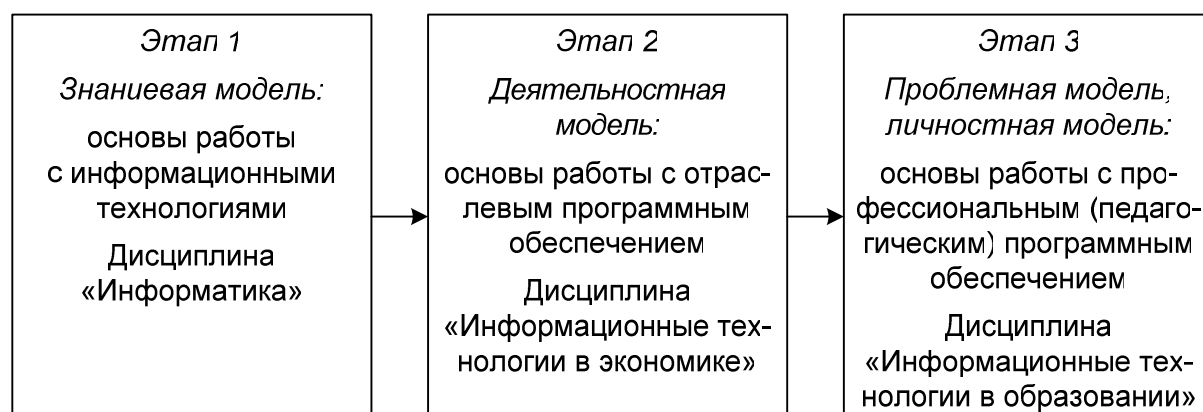 Этап 1
Знаниевая модель:
основы работы
с информационными
технологиями
Дисциплина
«Информатика»
Этап 2
Деятельностная
модель:
основы работы с отрас-
левым программным
обеспечением
Дисциплина
«Информационные тех-
нологии в экономике»
Этап 3
Проблемная модель,
личностная модель:
основы работы с про-
фессиональным (педаго-
гическим) программным
обеспечением
Дисциплина
«Информационные тех-
нологии в образовании»